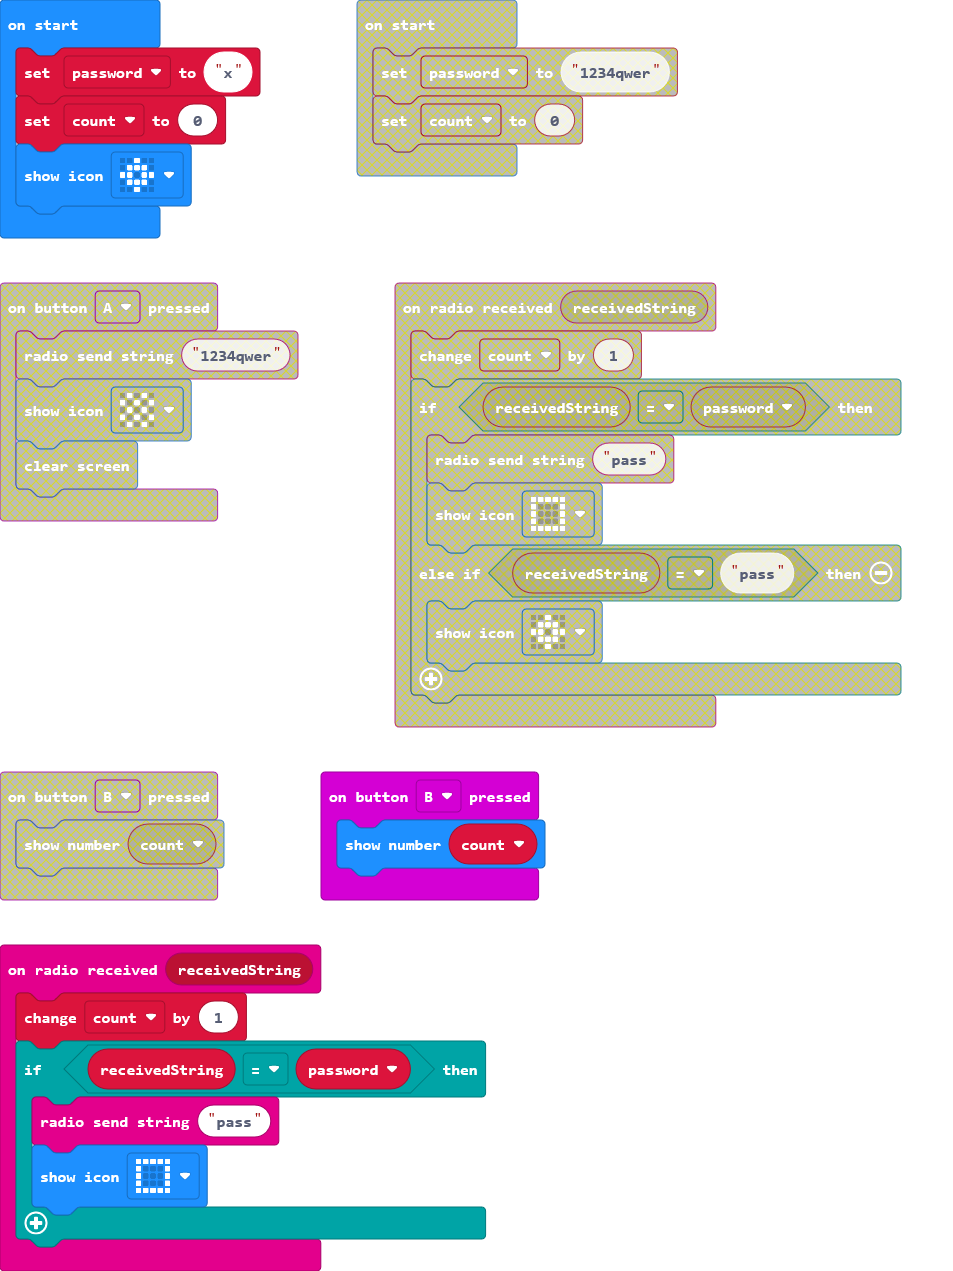 on start
set password to "x"
set count to 0
show icon
on start
set password to "1234qwer"
set count to 0
on button A pressed
radio send string "1234qwer"
show icon
clear screen
on radio received receivedString
change count by 1
if receivedString = password then
radio send string "pass"
show icon
else if receivedString = "pass" then
show icon
on button B pressed
show number count
on button B pressed
show number count
on radio received receivedString
change count by 1
if receivedString = password then
radio send string "pass"
show icon